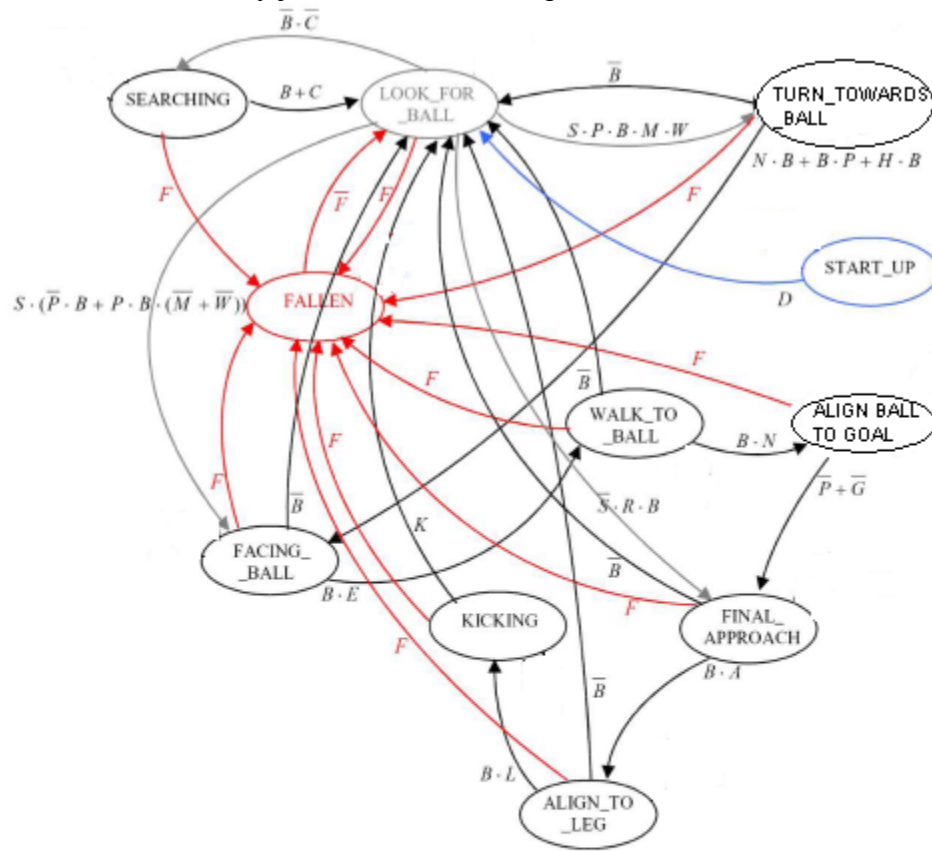 B̅ · C̅
SEARCHING
B + C
LOOK_FOR
_BALL
B̅
S · P · B · M · W
TURN_TOWARDS
_BALL
N · B + B · P + H · B
F
F̅
F
F
START_UP
D
S · (P̅ · B + P · B · (M̅ + W̅))
FALLEN
F
F
B̅
WALK_TO
_BALL
B · N
ALIGN BALL
TO GOAL
F
F
B̅
K
S̅ · R · B
P̅ + G̅
FACING_
_BALL
B · E
B̅
F
KICKING
FINAL_
APPROACH
F
B · A
B̅
B · L
ALIGN_TO
_LEG